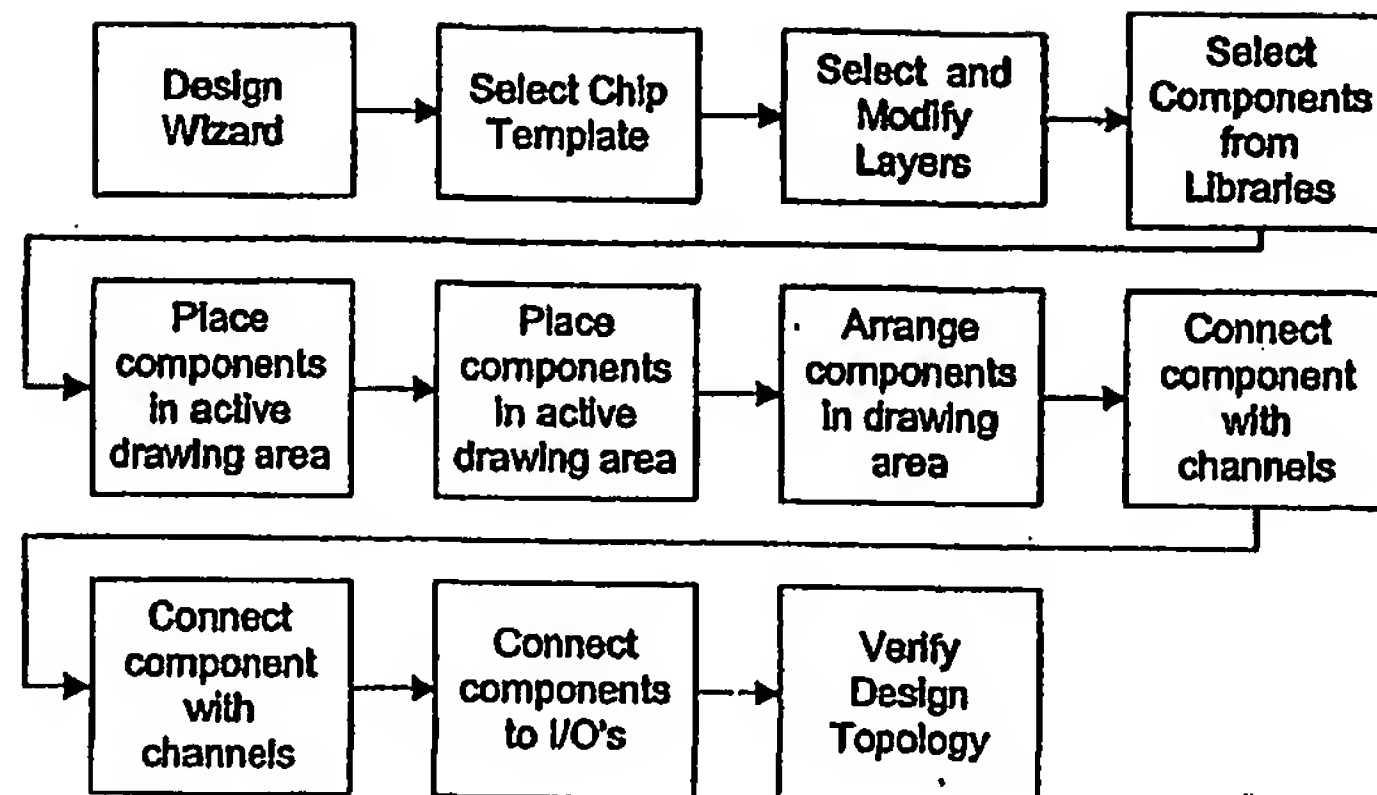 Design
Wizard
Select Chip
Template
Select and
Modify
Layers
Select
Components
from
Libraries
Place
components
in active
drawing area
Place
components
in active
drawing area
Arrange
components
in drawing
area
Connect
component
with
channels
Connect
component
with
channels
Connect
components
to I/O's
Verify
Design
Topology